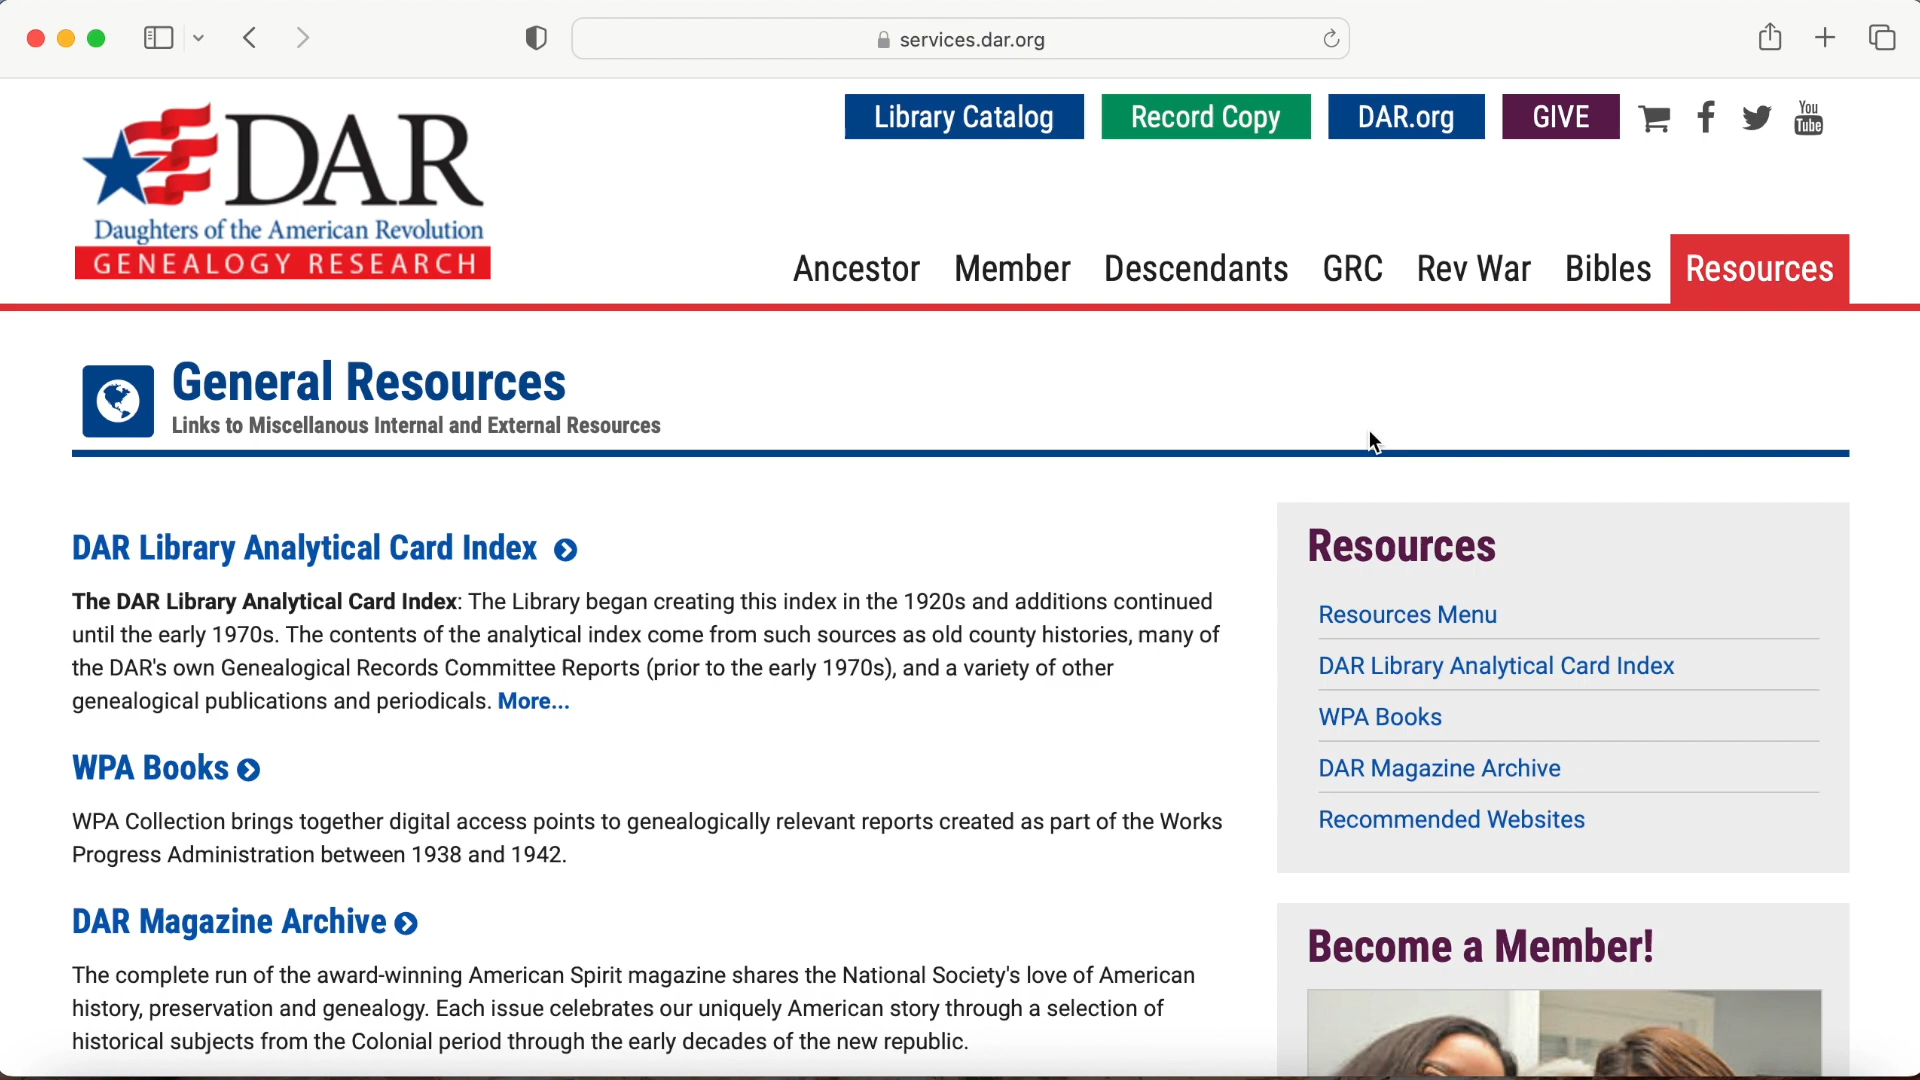 services.dar.org
Library Catalog
Record Copy
DAR.org
GIVE
You
Tube
DAR
Daughters of the American Revolution
GENEALOGY RESEARCH
Ancestor
Member
Descendants
GRC
Rev War
Bibles
Resources
General Resources
Links to Miscellanous Internal and External Resources
DAR Library Analytical Card Index
The DAR Library Analytical Card Index: The Library began creating this index in the 1920s and additions continued
until the early 1970s. The contents of the analytical index come from such sources as old county histories, many of
the DAR's own Genealogical Records Committee Reports (prior to the early 1970s), and a variety of other
genealogical publications and periodicals. More...
WPA Books
WPA Collection brings together digital access points to genealogically relevant reports created as part of the Works
Progress Administration between 1938 and 1942.
DAR Magazine Archive
The complete run of the award-winning American Spirit magazine shares the National Society's love of American
history, preservation and genealogy. Each issue celebrates our uniquely American story through a selection of
historical subjects from the Colonial period through the early decades of the new republic.
Resources
Resources Menu
DAR Library Analytical Card Index
WPA Books
DAR Magazine Archive
Recommended Websites
Become a Member!